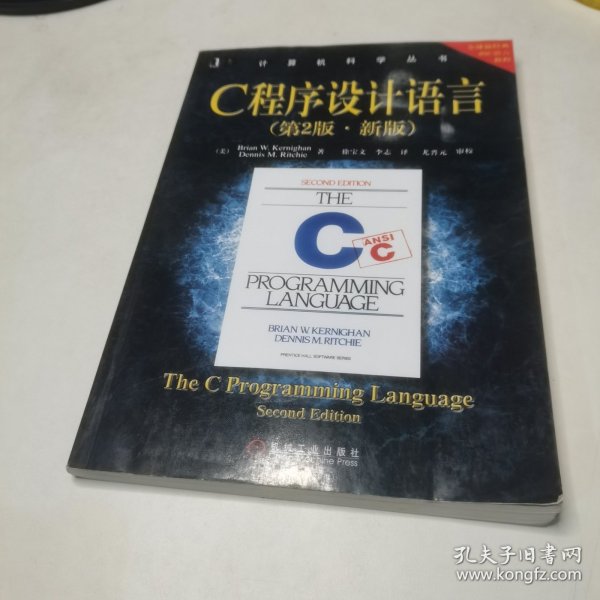 计算机科学丛书
C程序设计语言
(第2版·新版)
(美) Brian W. Kernighan
Dennis M. Ritchie 著 徐宝文 李志 译 尤晋元 审校
SECOND EDITION
THE
C
ANSI
C
PROGRAMMING
LANGUAGE
BRIAN W. KERNIGHAN
DENNIS M. RITCHIE
PRENTICE HALL SOFTWARE SERIES
The C Programming Language
Second Edition
机械工业出版社
Press
孔夫子旧书网
www.kongfz.com